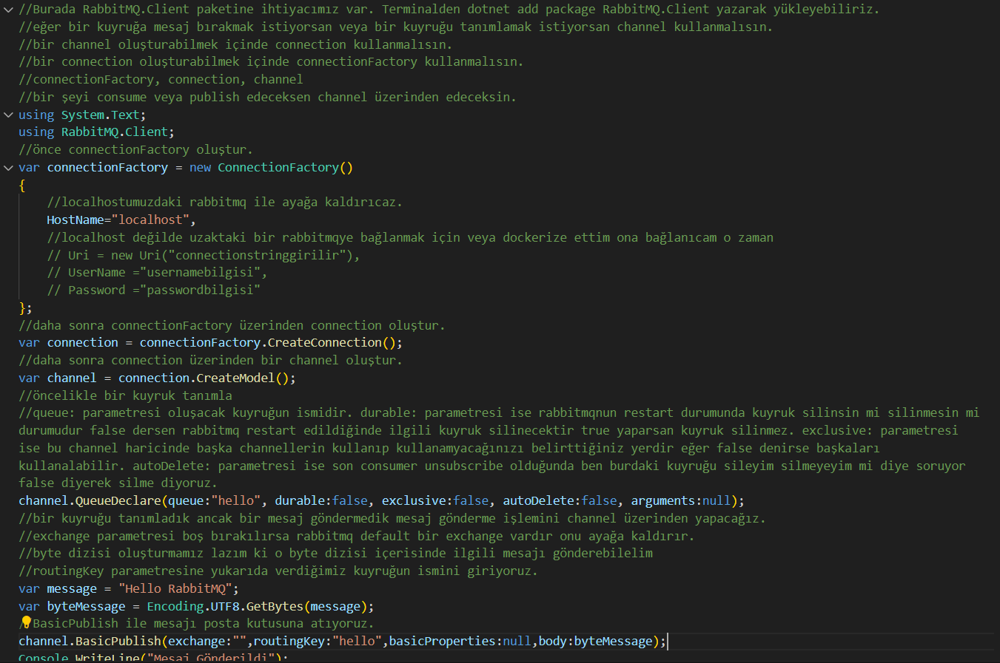 //Burada RabbitMQ.Client paketine ihtiyacımız var. Terminalden dotnet add package RabbitMQ.Client yazarak yükleyebiliriz.
//eğer bir kuyruğa mesaj bırakmak istiyorsan veya bir kuyruğu tanımlamak istiyorsan channel kullanmalısın.
//bir channel oluşturabilmek içinde connection kullanmalısın.
//bir connection oluşturabilmek içinde connectionFactory kullanmalısın.
//connectionFactory, connection, channel
//bir şeyi consume veya publish edeceksen channel üzerinden edeceksin.
using System.Text;
using RabbitMQ.Client;
//önce connectionFactory oluştur.
var connectionFactory = new ConnectionFactory()
{
    //localhostumuzdaki rabbitmq ile ayağa kaldırıcaz.
    HostName="localhost",
    //localhost değilde uzaktaki bir rabbitmqye bağlanmak için veya dockerize ettim ona bağlanıcam o zaman
    // Uri = new Uri("connectionstringgirilir"),
    // UserName ="usernamebilgisi",
    // Password ="passwordbilgisi"
};
//daha sonra connectionFactory üzerinden connection oluştur.
var connection = connectionFactory.CreateConnection();
//daha sonra connection üzerinden bir channel oluştur.
var channel = connection.CreateModel();
//öncelikle bir kuyruk tanımla
//queue: parametresi oluşacak kuyruğun ismidir. durable: parametresi ise rabbitmqnun restart durumunda kuyruk silinsin mi silinmesin mi
durumudur false dersen rabbitmq restart edildiğinde ilgili kuyruk silinecektir true yaparsan kuyruk silinmez. exclusive: parametresi
ise bu channel haricinde başka channellerin kullanıp kullanamyacağınızı belirttiğiniz yerdir eğer false denirse başkaları
kullanalabilir. autoDelete: parametresi ise son consumer unsubscribe olduğunda ben burdaki kuyruğu sileyim silmeyeyim mi diye soruyor
false diyerek silme diyoruz.
channel.QueueDeclare(queue:"hello", durable:false, exclusive:false, autoDelete:false, arguments:null);
//bir kuyruğu tanımladık ancak bir mesaj göndermedik mesaj gönderme işlemini channel üzerinden yapacağız.
//exchange parametresi boş bırakılırsa rabbitmq default bir exchange vardır onu ayağa kaldırır.
//byte dizisi oluşturmamız lazım ki o byte dizisi içerisinde ilgili mesajı gönderebilelim
//routingKey parametresine yukarıda verdiğimiz kuyruğun ismini giriyoruz.
var message = "Hello RabbitMQ";
var byteMessage = Encoding.UTF8.GetBytes(message);
/BasicPublish ile mesajı posta kutusuna atıyoruz.
channel.BasicPublish(exchange:"",routingKey:"hello",basicProperties:null,body:byteMessage);
Console.WriteLine("Mesaj Gönderildi");